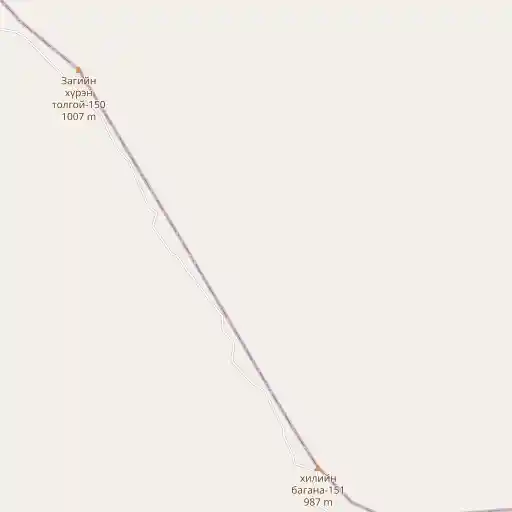 Загийн
хүрэн
толгой-150
1007 m
хилийн
багана-151
987 m